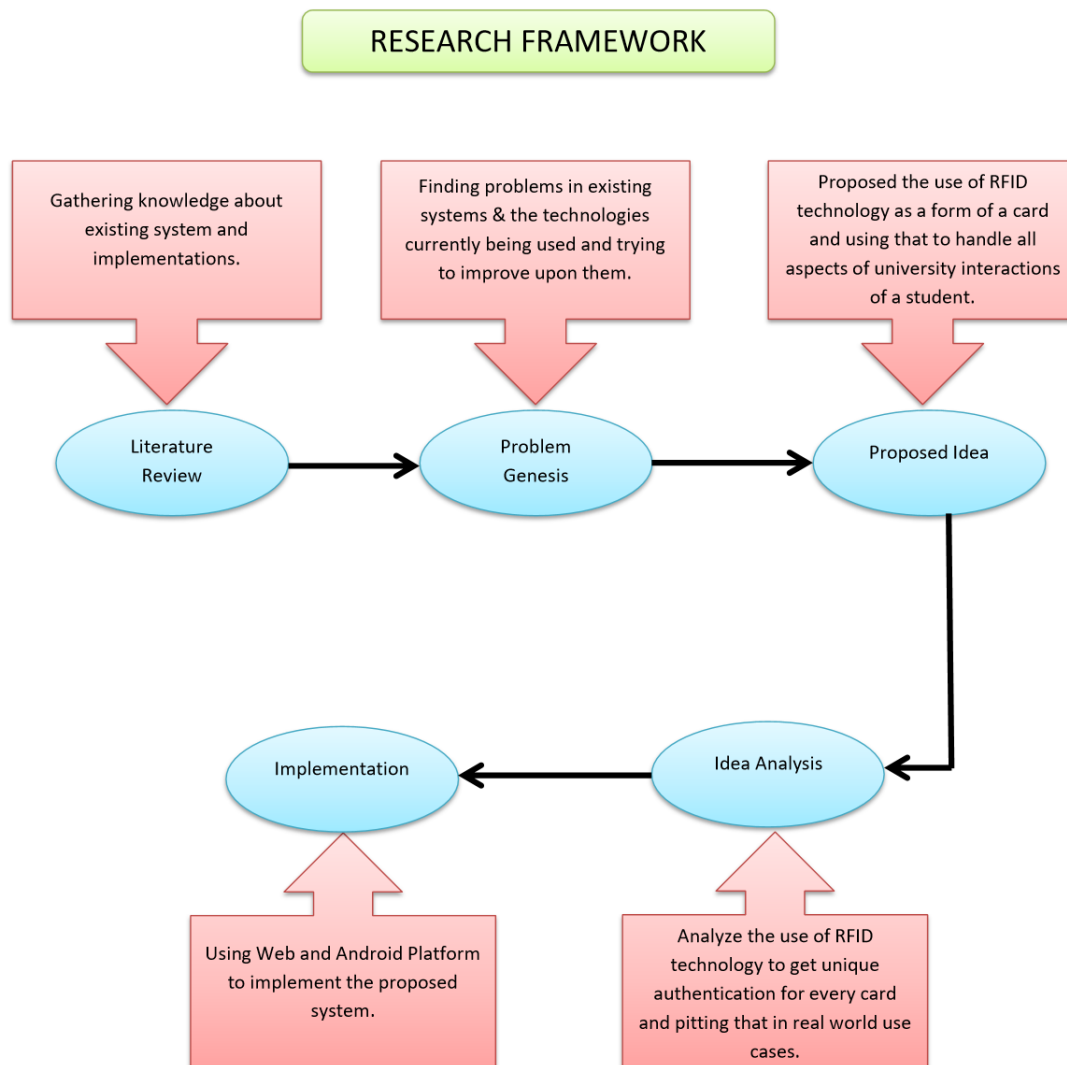 RESEARCH FRAMEWORK
Gathering knowledge about
existing system and
implementations.
Finding problems in existing
systems & the technologies
currently being used and trying
to improve upon them.
Proposed the use of RFID
technology as a form of a card
and using that to handle all
aspects of university interactions
of a student.
Literature
Review
Problem
Genesis
Proposed Idea
Implementation
Idea Analysis
Using Web and Android Platform
to implement the proposed
system.
Analyze the use of RFID
technology to get unique
authentication for every card
and pitting that in real world use
cases.